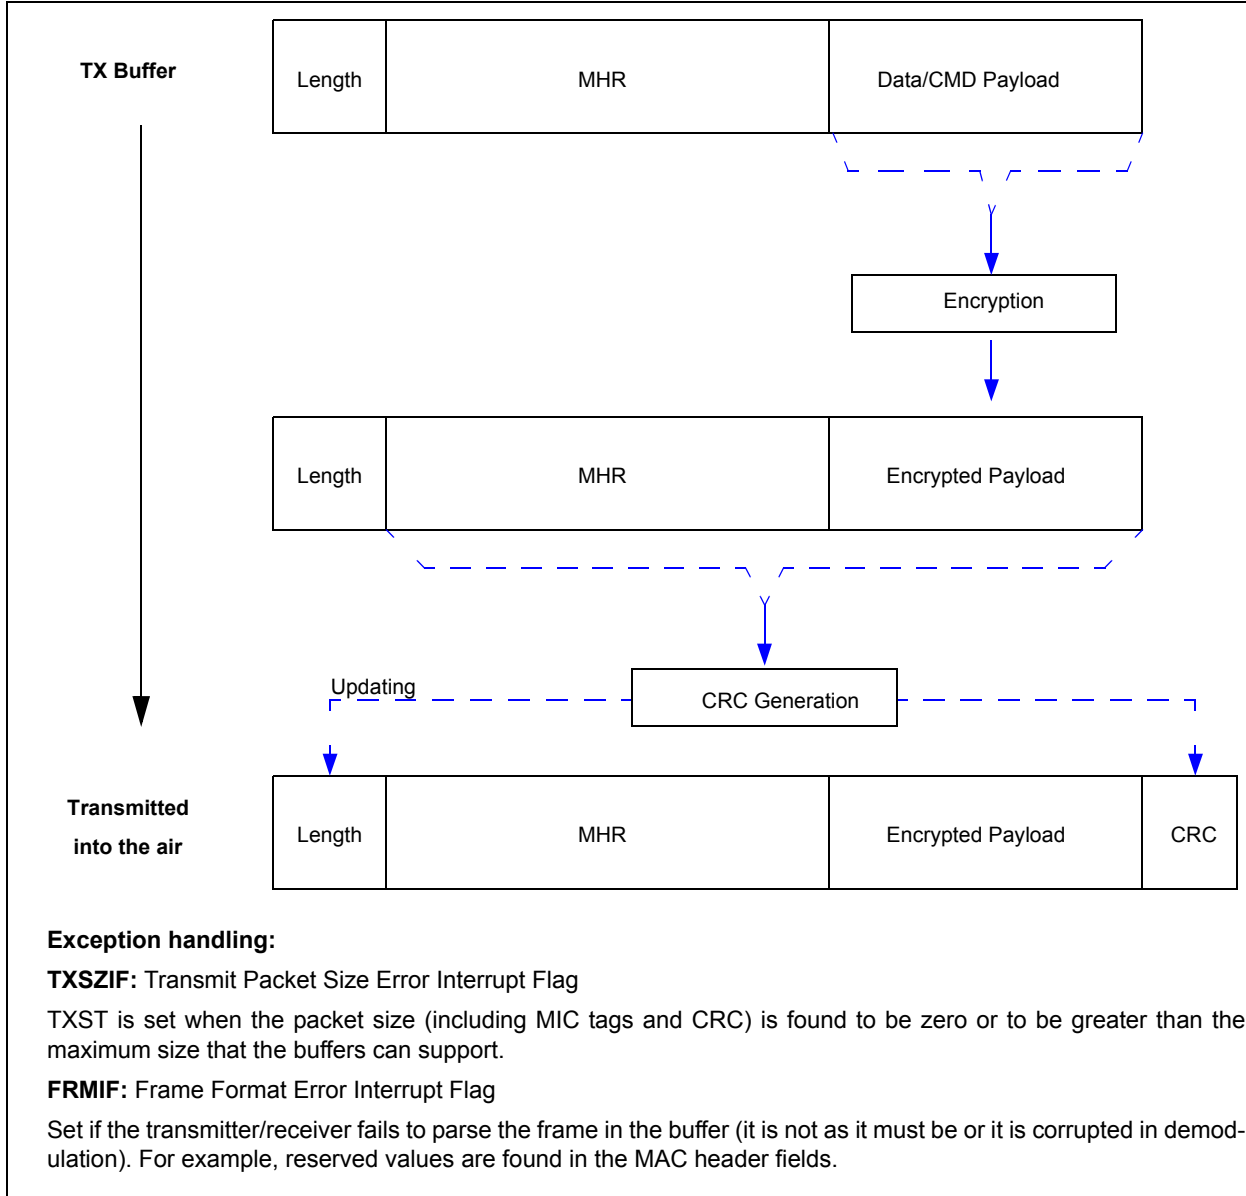 TX Buffer
Length
MHR
Data/CMD Payload
Encryption
Length
MHR
Encrypted Payload
Updating
CRC Generation
Transmitted
into the air
Length
MHR
Encrypted Payload
CRC
Exception handling:
TXSZIF: Transmit Packet Size Error Interrupt Flag
TXST is set when the packet size (including MIC tags and CRC) is found to be zero or to be greater than the
maximum size that the buffers can support.
FRMIF: Frame Format Error Interrupt Flag
Set if the transmitter/receiver fails to parse the frame in the buffer (it is not as it must be or it is corrupted in demod-
ulation). For example, reserved values are found in the MAC header fields.